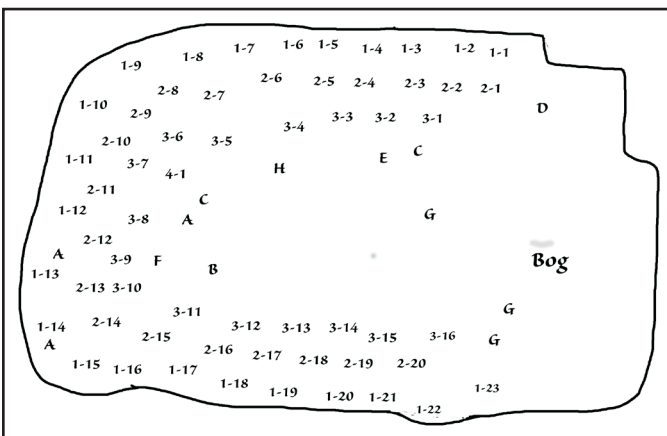 1-6 1-5 1-4 1-3 1-2 1-1
1-9 1-8 1-7
2-8 2-7 2-6 2-5 2-4 2-3 2-2 2-1
1-10 2-9 3-4 3-3 3-2 3-1 D
2-10 3-6 3-5
1-11 3-7 4-1 H E C
2-11 C
1-12 3-8 A G
2-12
A 3-9 F B Bog
1-13
2-13 3-10
3-11 G
1-14 2-14 3-12 3-13 3-14
A 2-15 3-15 3-16 G
2-16 2-17 2-18 2-19 2-20
1-15 1-16 1-17
1-18 1-19 1-20 1-21 1-23
1-22